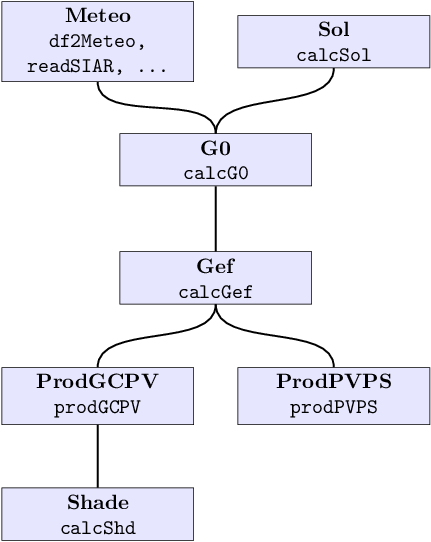 Meteo
df2Meteo,
readSIAR, ...
Sol
calcSol
G0
calcG0
Gef
calcGef
ProdGCPV
prodGCPV
ProdPVPS
prodPVPS
Shade
calcShd